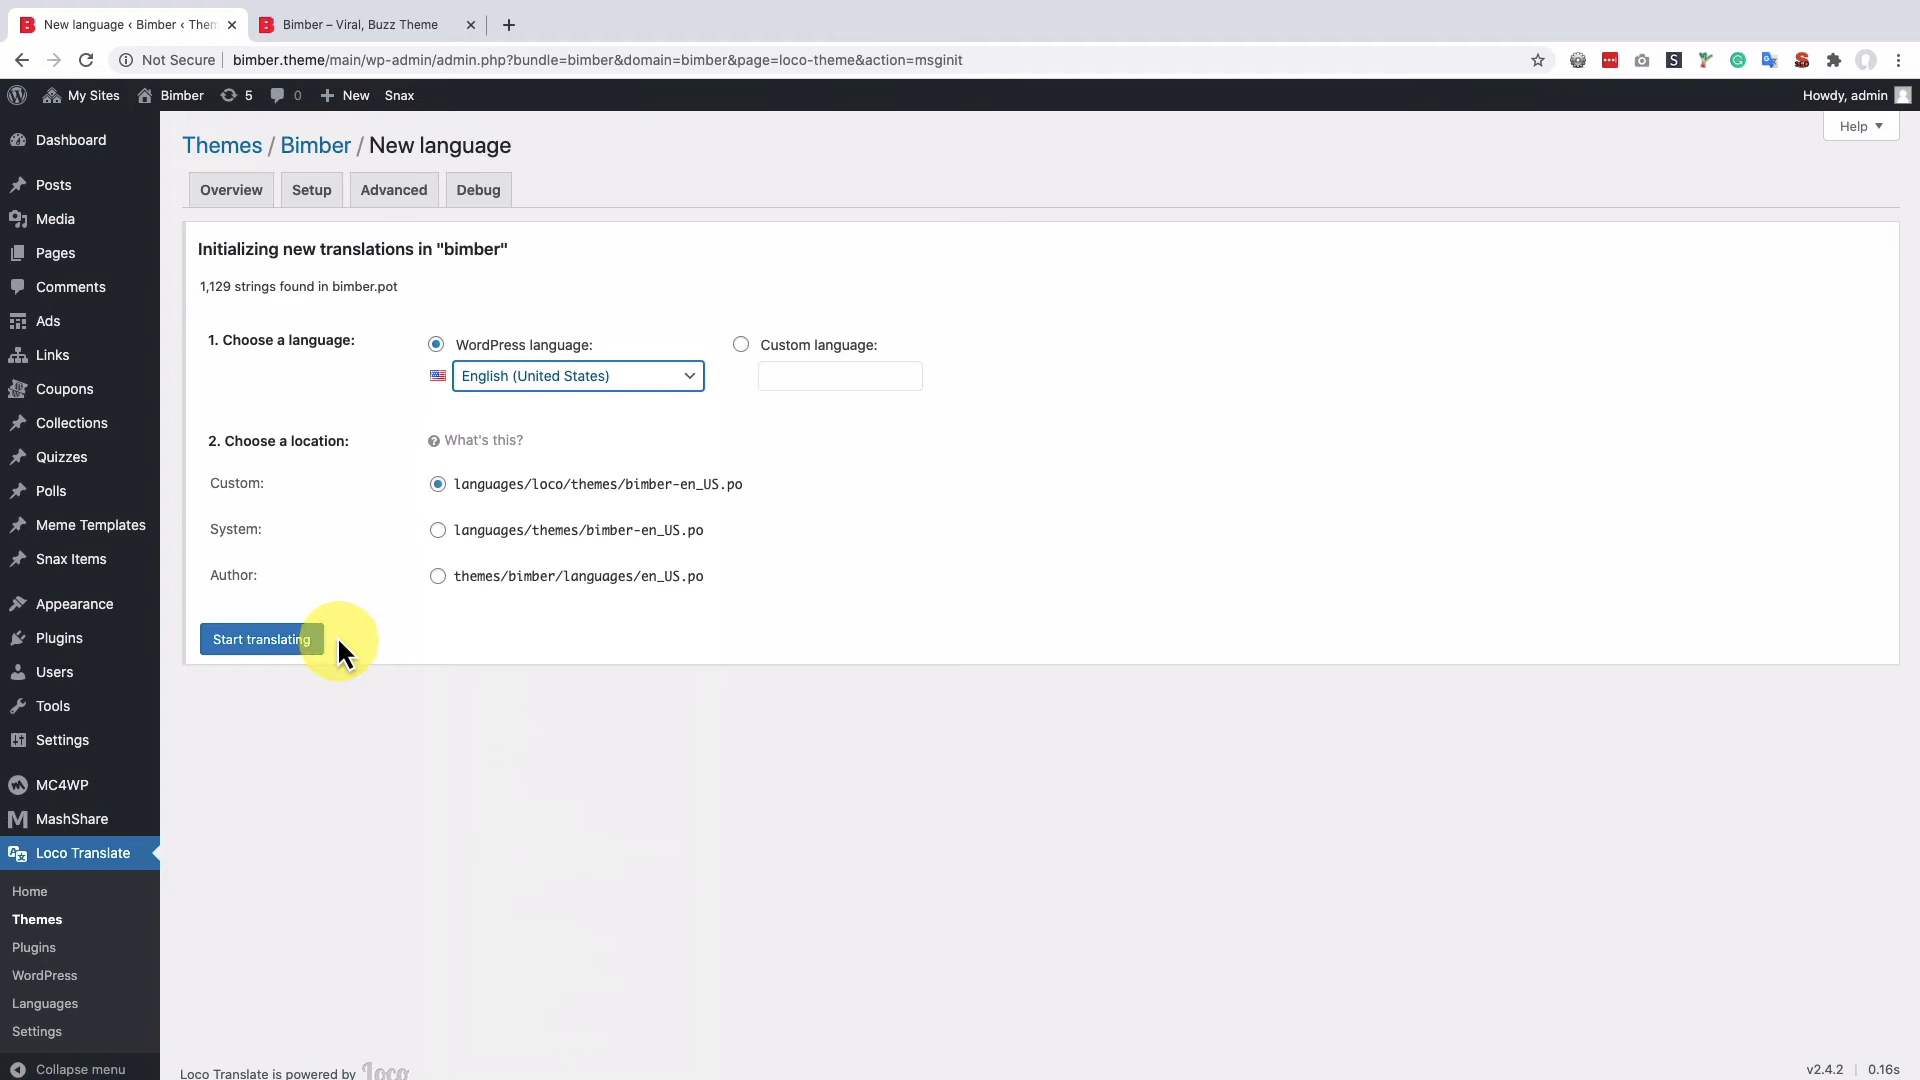 New language ‹ Bimber ‹ Them
Bimber – Viral, Buzz Theme
Not Secure
bimber.theme/main/wp-admin/admin.php?bundle=bimber&domain=bimber&page=loco-theme&action=msginit
My Sites
Bimber
5
0
New
Snax
Howdy, admin
Help
Dashboard
Posts
Media
Pages
Comments
Ads
Links
Coupons
Collections
Quizzes
Polls
Meme Templates
Snax Items
Appearance
Plugins
Users
Tools
Settings
MC4WP
MashShare
Loco Translate
Home
Themes
Plugins
WordPress
Languages
Settings
Collapse menu
Themes / Bimber / New language
Overview
Setup
Advanced
Debug
Initializing new translations in "bimber"
1,129 strings found in bimber.pot
1. Choose a language:
WordPress language:
English (United States)
Custom language:
2. Choose a location:
What's this?
Custom:
languages/loco/themes/bimber-en_US.po
System:
languages/themes/bimber-en_US.po
Author:
themes/bimber/languages/en_US.po
Start translating
Loco Translate is powered by loco
v2.4.2 | 0.16s